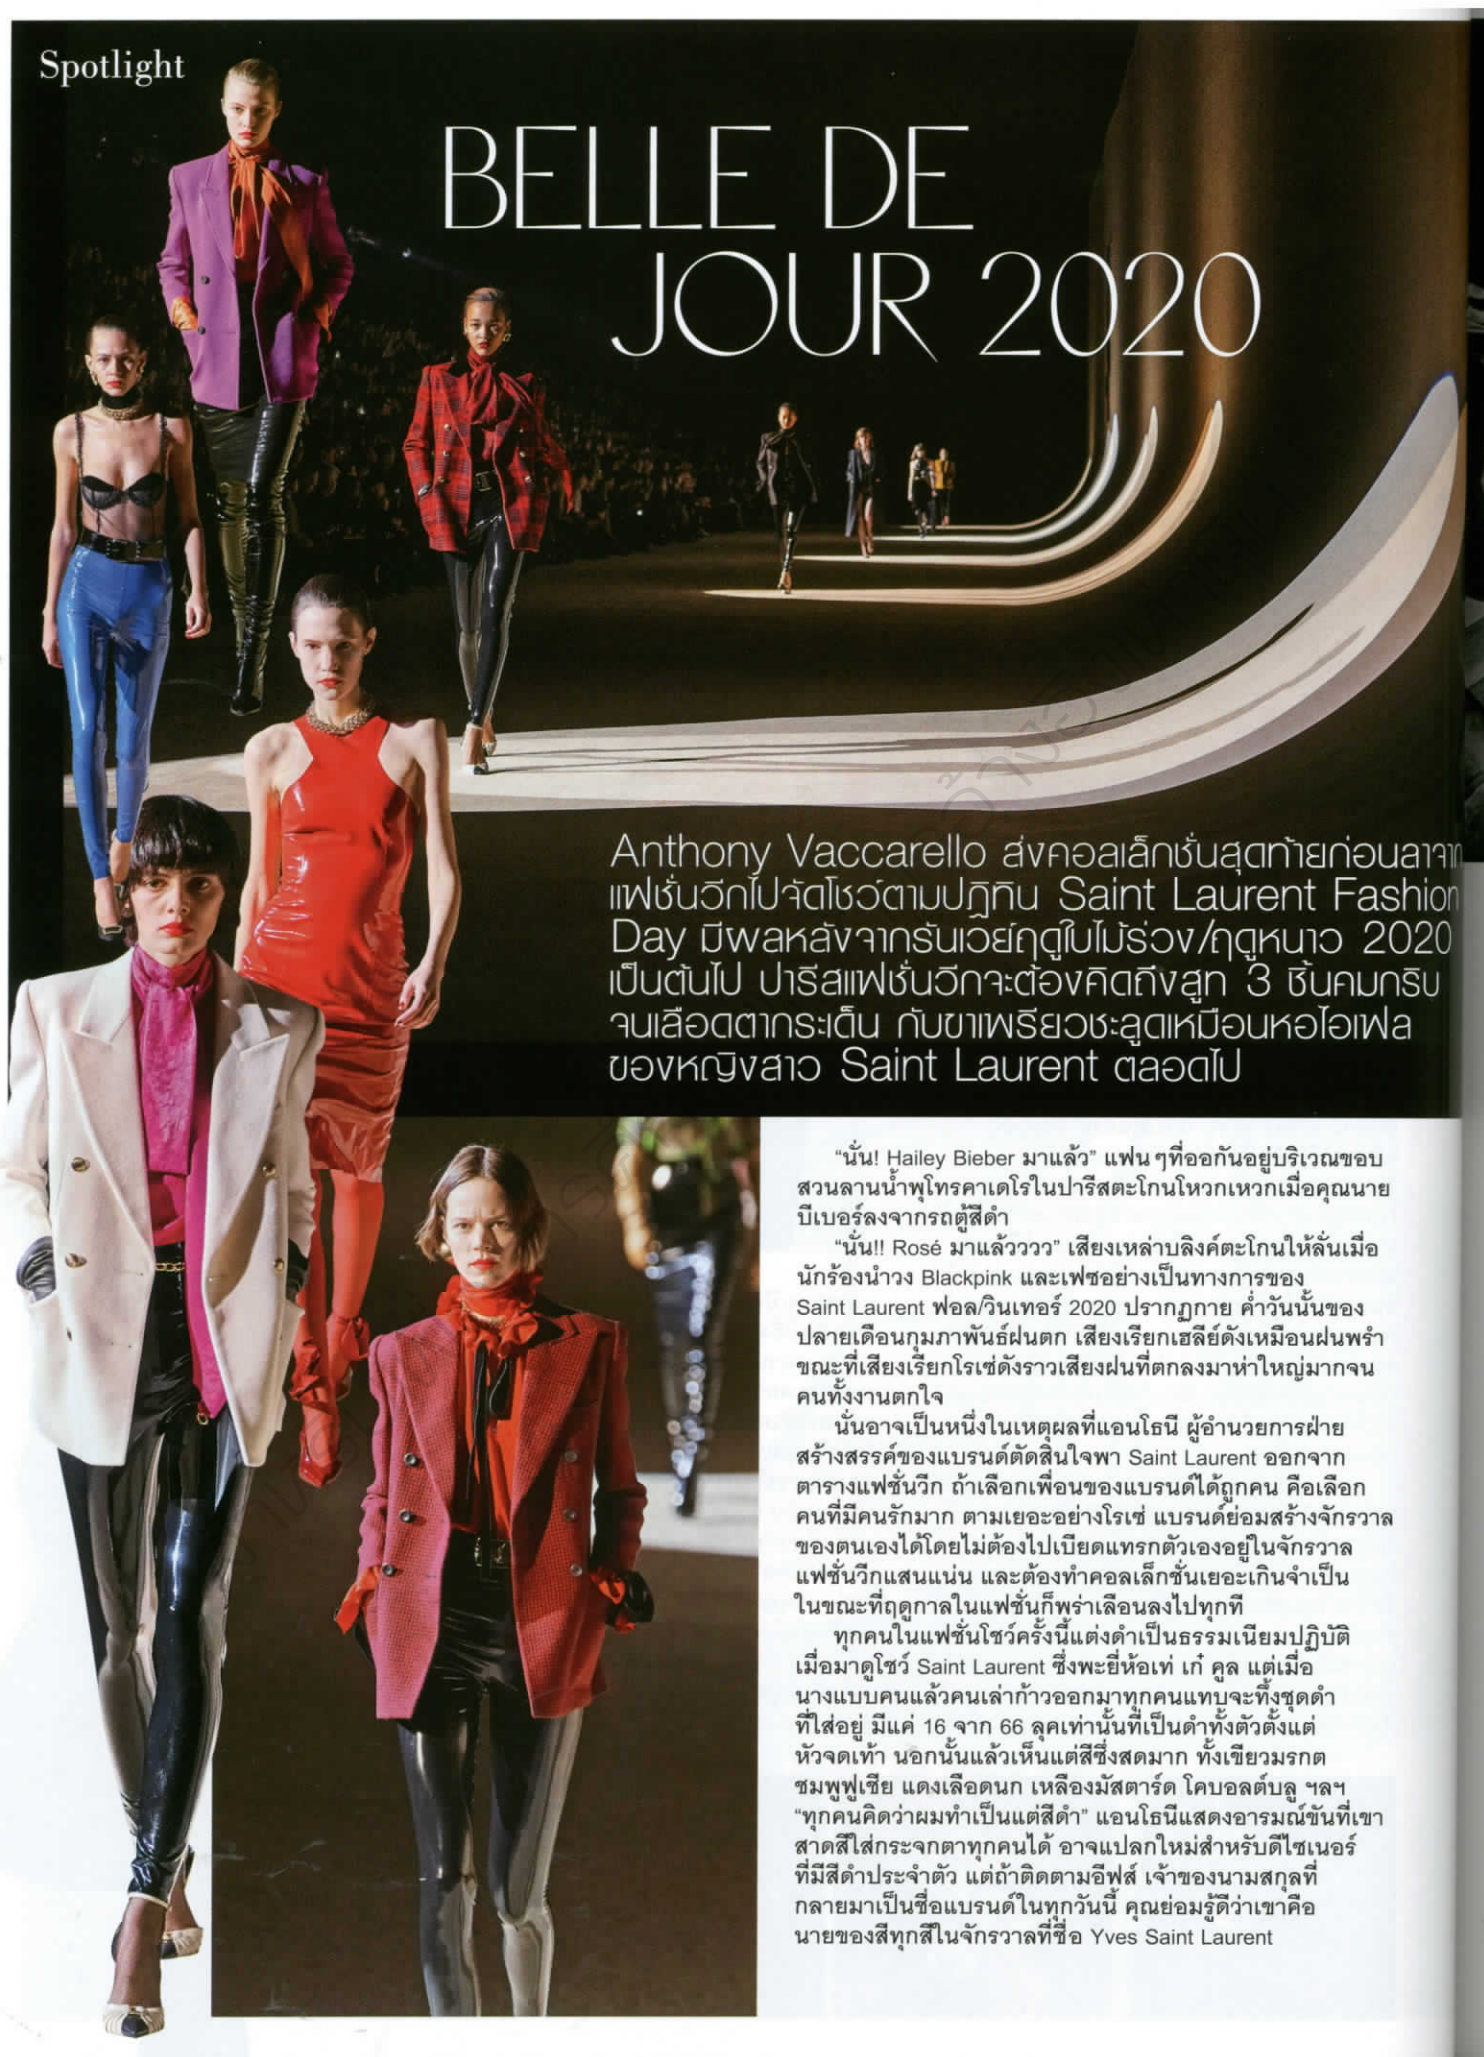 Spotlight
BELLE DE
JOUR 2020
Anthony Vaccarello ส่งคอลเล็กชั่นสุดท้ายก่อนลาจาก
แฟชั่นวีกไปจัดโชว์ตามปฏิทิน Saint Laurent Fashion
Day มีผลหลังจากรันเวย์ฤดูใบไม้ร่วง/ฤดูหนาว 2020
เป็นต้นไป ปารีสแฟชั่นวีกจะต้องคิดถึงสูท 3 ชิ้นคมกริบ
จนเลือดตากระเด็น กับขาเพรียวชะลูดเหมือนหอไอเฟล
ของหญิงสาว Saint Laurent ตลอดไป
“นั่น! Hailey Bieber มาแล้ว” แฟนๆที่ออกันอยู่บริเวณขอบ
สวนลานน้ำพุโทรคาเดโรในปารีสตะโกนโหวกเหวกเมื่อคุณนาย
บีเบอร์ลงจากรถตู้สีดำ
“นั่น!! Rosé มาแล้วววว” เสียงเหล่าบลิงค์ตะโกนให้ลั่นเมื่อ
นักร้องนำวง Blackpink และเฟซอย่างเป็นทางการของ
Saint Laurent ฟอล/วินเทอร์ 2020 ปรากฏกาย ค่ำวันนั้นของ
ปลายเดือนกุมภาพันธ์ฝนตก เสียงเรียกเฮลีย์ดังเหมือนฝนพรำ
ขณะที่เสียงเรียกโรเซ่ดังราวเสียงฝนที่ตกลงมาห่าใหญ่มากจน
คนทั้งงานตกใจ
นั่นอาจเป็นหนึ่งในเหตุผลที่แอนโธนี ผู้อำนวยการฝ่าย
สร้างสรรค์ของแบรนด์ตัดสินใจพา Saint Laurent ออกจาก
ตารางแฟชั่นวีก ถ้าเลือกเพื่อนของแบรนด์ได้ถูกคน คือเลือก
คนที่มีคนรักมาก ตามเยอะอย่างโรเซ่ แบรนด์ย่อมสร้างจักรวาล
ของตนเองได้โดยไม่ต้องไปเบียดแทรกตัวเองอยู่ในจักรวาล
แฟชั่นวีกแสนแน่น และต้องทำคอลเล็กชั่นเยอะเกินจำเป็น
ในขณะที่ฤดูกาลในแฟชั่นก็พร่าเลือนลงไปทุกที
ทุกคนในแฟชั่นโชว์ครั้งนี้แต่งดำเป็นธรรมเนียมปฏิบัติ
เมื่อมาดูโชว์ Saint Laurent ซึ่งพะยี่ห้อเท่ เก๋ คูล แต่เมื่อ
นางแบบคนแล้วคนเล่าก้าวออกมาทุกคนแทบจะทึ้งชุดดำ
ที่ใส่อยู่ มีแค่ 16 จาก 66 ลุคเท่านั้นที่เป็นดำทั้งตัวตั้งแต่
หัวจดเท้า นอกนั้นแล้วเห็นแต่สีซึ่งสดมาก ทั้งเขียวมรกต
ชมพูฟูเชีย แดงเลือดนก เหลืองมัสตาร์ด โคบอลต์บลู ฯลฯ
“ทุกคนคิดว่าผมทำเป็นแต่สีดำ” แอนโธนีแสดงอารมณ์ขันที่เขา
สาดสีใส่กระจกตาทุกคนได้ อาจแปลกใหม่สำหรับดีไซเนอร์
ที่มีสีดำประจำตัว แต่ถ้าติดตามอีฟส์ เจ้าของนามสกุลที่
กลายมาเป็นชื่อแบรนด์ในทุกวันนี้ คุณย่อมรู้ดีว่าเขาคือ
นายของสีทุกสีในจักรวาลที่ชื่อ Yves Saint Laurent